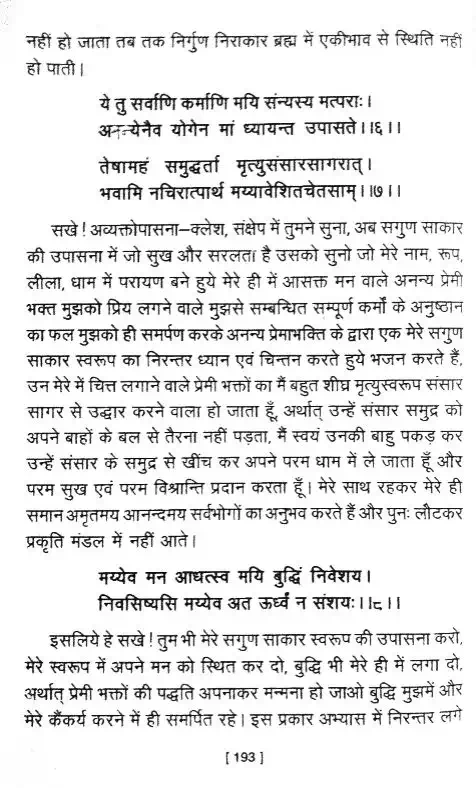 नहीं हो जाता तब तक निर्गुण निराकार ब्रह्म में एकीभाव से स्थिति नहीं
हो पाती।
ये तु सर्वाणि कर्माणि मयि संन्यस्य मत्पराः।
अनन्येनैव योगेन मां ध्यायन्त उपासते।।६।।
तेषामहं समुद्धर्ता मृत्युसंसारसागरात्।
भवामि नचिरात्पार्थ मय्यावेशितचेतसाम्।।७।।
सखे! अव्यक्तोपासना–क्लेश, संक्षेप में तुमने सुना, अब सगुण साकार
की उपासना में जो सुख और सरलता है उसको सुनो जो मेरे नाम, रूप,
लीला, धाम में परायण बने हुये मेरे ही में आसक्त मन वाले अनन्य प्रेमी
भक्त मुझको प्रिय लगने वाले मुझसे सम्बन्धित सम्पूर्ण कर्मों के अनुष्ठान
का फल मुझको ही समर्पण करके अनन्य प्रेमाभक्ति के द्वारा एक मेरे सगुण
साकार स्वरूप का निरन्तर ध्यान एवं चिन्तन करते हुये भजन करते हैं,
उन मेरे में चित्त लगाने वाले प्रेमी भक्तों का मैं बहुत शीघ्र मृत्युस्वरूप संसार
सागर से उद्धार करने वाला हो जाता हूँ, अर्थात् उन्हें संसार समुद्र को
अपने बाहों के बल से तैरना नहीं पड़ता, मैं स्वयं उनकी बाहु पकड़ कर
उन्हें संसार के समुद्र से खींच कर अपने परम धाम में ले जाता हूँ और
परम सुख एवं परम विश्रान्ति प्रदान करता हूँ। मेरे साथ रहकर मेरे ही
समान अमृतमय आनन्दमय सर्वभोगों का अनुभव करते हैं और पुनः लौटकर
प्रकृति मंडल में नहीं आते।
मय्येव मन आधत्स्व मयि बुद्धिं निवेशय।
निवसिष्यसि मय्येव अत ऊर्ध्वं न संशयः।।८।।
इसलिये हे सखे! तुम भी मेरे सगुण साकार स्वरूप की उपासना करो,
मेरे स्वरूप में अपने मन को स्थित कर दो, बुद्धि भी मेरे ही में लगा दो,
अर्थात् प्रेमी भक्तों की पद्धति अपनाकर मन्मना हो जाओ बुद्धि मुझमें और
मेरे कैंकर्य करने में ही समर्पित रहे। इस प्रकार अभ्यास में निरन्तर लगे
[ 193 ]